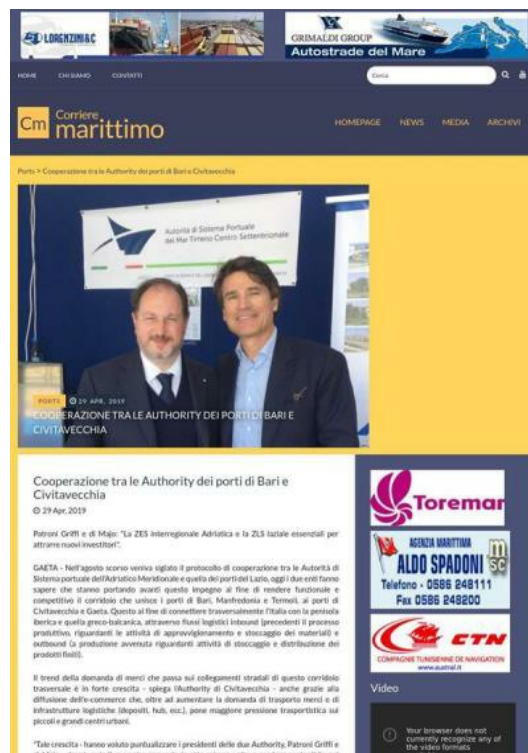 LORENZINI&C
GRIMALDI GROUP
Autostrade del Mare
HOME CHI SIAMO CONTATTI
Cerca
Cm Corriere marittimo
HOMEPAGE NEWS MEDIA ARCHIVI
Ports > Cooperazione tra le Authority dei porti di Bari e Civitavecchia
Autorità di Sistema Portuale
del Mar Tirreno Centro Settentrionale
PORTS 29 APR, 2019
COOPERAZIONE TRA LE AUTHORITY DEI PORTI DI BARI E
CIVITAVECCHIA
Cooperazione tra le Authority dei porti di Bari e
Civitavecchia
29 Apr, 2019
Patroni Griffi e di Majo: "La ZES interregionale Adriatica e la ZLS laziale essenziali per
attrarre nuovi investitori".
GAETA - Nell'agosto scorso veniva siglato il protocollo di cooperazione tra le Autorità di
Sistema portuale dell'Adriatico Meridionale e quella dei porti del Lazio, oggi i due enti fanno
sapere che stanno portando avanti questo impegno al fine di rendere funzionale e
competitivo il corridoio che unisce i porti di Bari, Manfredonia e Termoli, ai porti di
Civitavecchia e Gaeta. Questo al fine di connettere trasversalmente l'Italia con la penisola
iberica e quella greco-balcanica, attraverso flussi logistici inbound (precedenti il processo
produttivo, riguardanti le attività di approvvigionamento e stoccaggio dei materiali) e
outbound (a produzione avvenuta riguardanti attività di stoccaggio e distribuzione dei
prodotti finiti).
Il trend della domanda di merci che passa sui collegamenti stradali di questo corridoio
trasversale è in forte crescita - spiega l'Authority di Civitavecchia - anche grazie alla
diffusione dell'e-commerce che, oltre ad aumentare la domanda di trasporto merci e di
infrastrutture logistiche (depositi, hub, ecc.), pone maggiore pressione trasportistica sui
piccoli e grandi centri urbani.
"Tale crescita - hanno voluto puntualizzare i presidenti delle due Authority, Patroni Griffi e
Toremar
AGENZIA MARITTIMA
ALDO SPADONI
msc
Telefono - 0586 248111
Fax 0586 248200
CTN
COMPAGNIE TUNISIENNE DE NAVIGATION
www.austral.it
Video
Your browser does not
currently recognize any of
the video formats